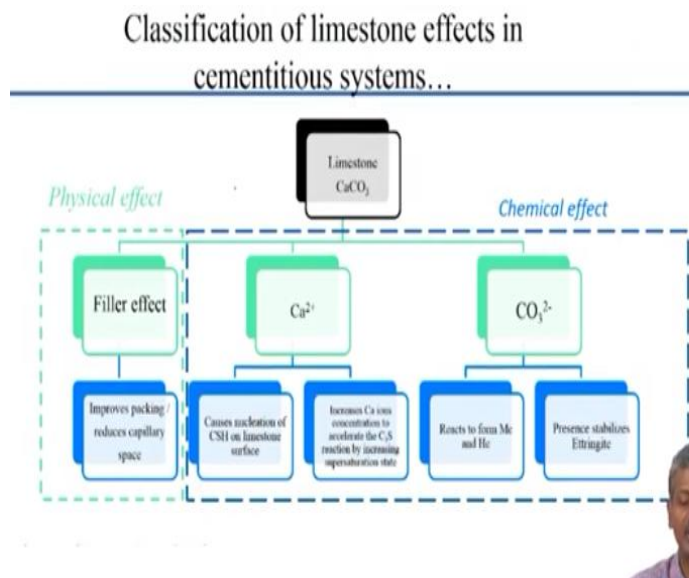 Classification of limestone effects in
cementitious systems…
Limestone
CaCO₃
Physical effect
Chemical effect
Filler effect
Ca²⁺
CO₃²⁻
Improves packing /
reduces capillary
space
Causes nucleation of
CSH on limestone
surface
Increases Ca ions
concentration to
accelerate the C₃S
reaction by increasing
supersaturation state
Reacts to form Mc
and Hc
Presence stabilizes
Ettringite